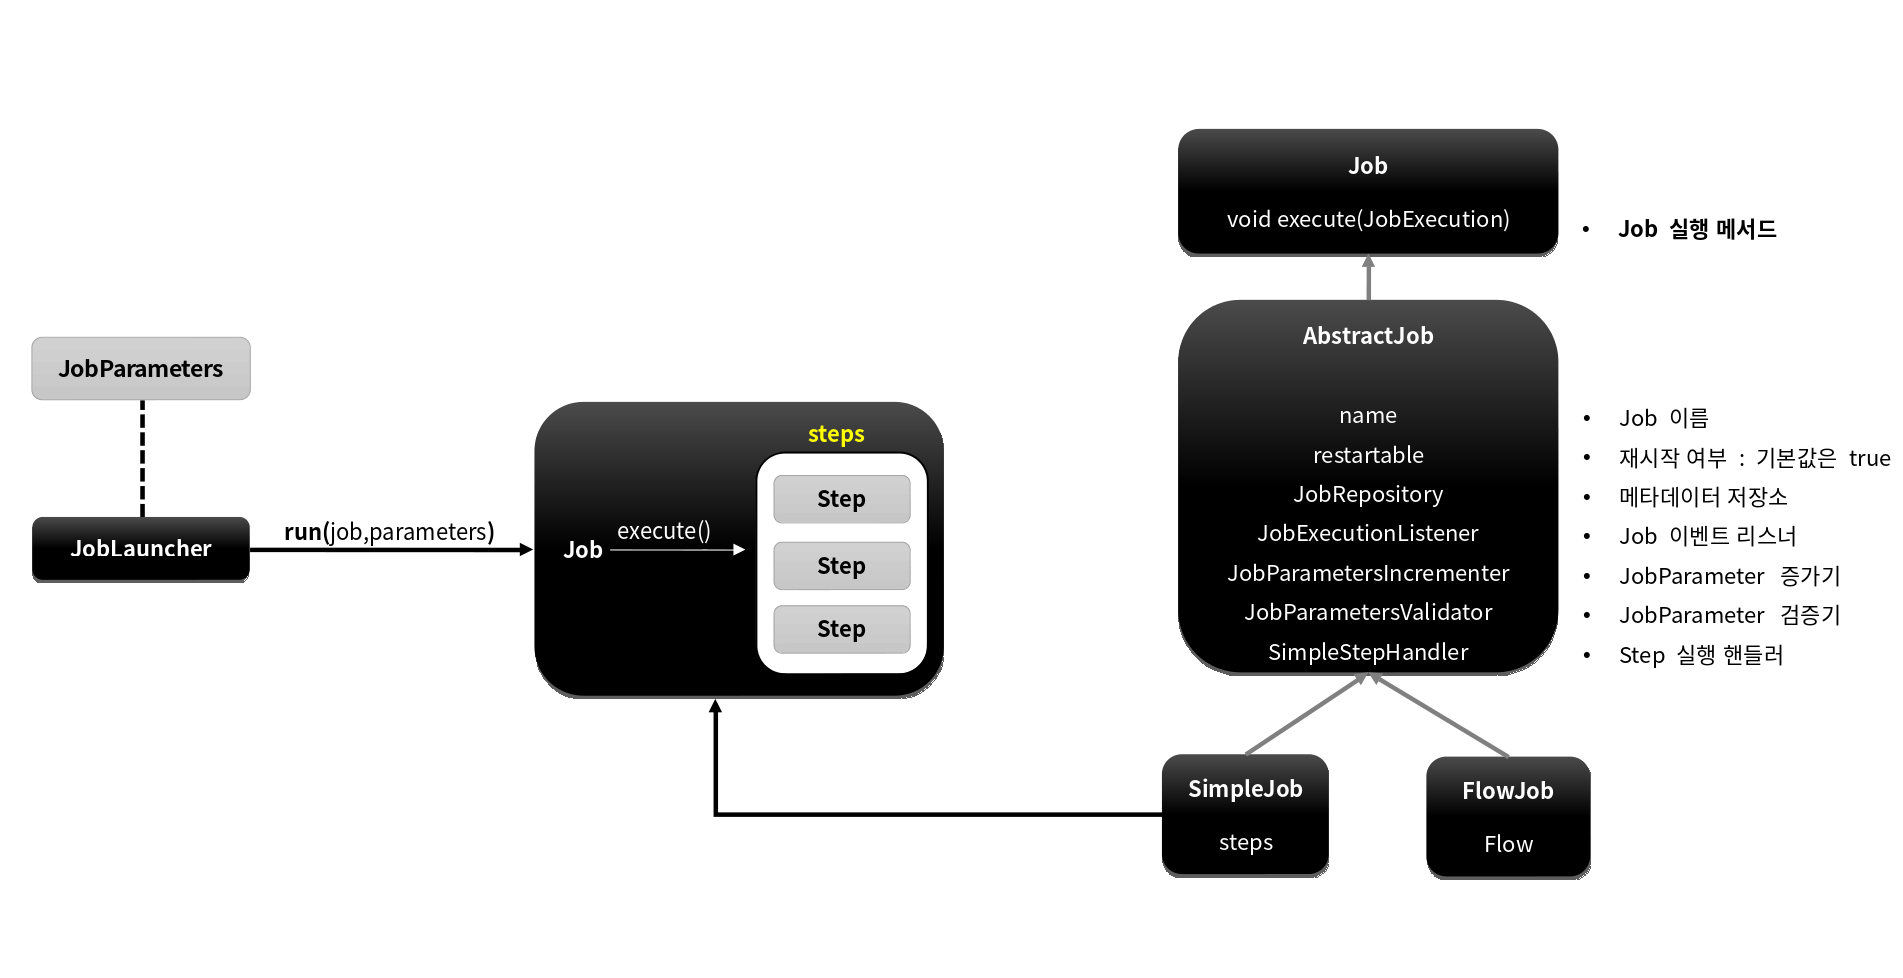 JobParameters
JobLauncher
run(job,parameters)
steps
Job
execute()
Step
Step
Step
Job
void execute(JobExecution)
• Job 실행 메서드
AbstractJob
name
restartable
JobRepository
JobExecutionListener
JobParametersIncrementer
JobParametersValidator
SimpleStepHandler
• Job 이름
• 재시작 여부 : 기본값은 true
• 메타데이터 저장소
• Job 이벤트 리스너
• JobParameter 증가기
• JobParameter 검증기
• Step 실행 핸들러
SimpleJob
steps
FlowJob
Flow